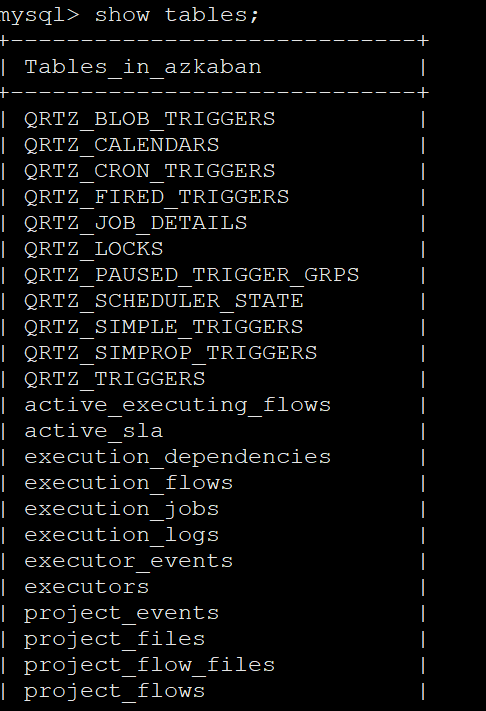 mysql> show tables;
+-----------------------------+
| Tables_in_azkaban |
+-----------------------------+
| QRTZ_BLOB_TRIGGERS |
| QRTZ_CALENDARS |
| QRTZ_CRON_TRIGGERS |
| QRTZ_FIRED_TRIGGERS |
| QRTZ_JOB_DETAILS |
| QRTZ_LOCKS |
| QRTZ_PAUSED_TRIGGER_GRPS |
| QRTZ_SCHEDULER_STATE |
| QRTZ_SIMPLE_TRIGGERS |
| QRTZ_SIMPROP_TRIGGERS |
| QRTZ_TRIGGERS |
| active_executing_flows |
| active_sla |
| execution_dependencies |
| execution_flows |
| execution_jobs |
| execution_logs |
| executor_events |
| executors |
| project_events |
| project_files |
| project_flow_files |
| project_flows |